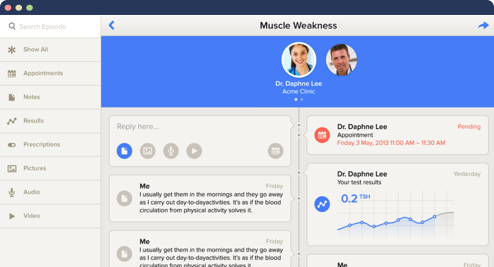 Muscle Weakness
Search Episode
Show All
Appointments
Notes
Results
Prescriptions
Pictures
Audio
Video
Dr. Daphne Lee
Acme Clinic
Reply here...
Me
Friday
I usually get them in the mornings and they go away
as I carry out day-to-dayactivities. It's as if the blood
circulation from physical activity solves it.
Me
Friday
I usually get them in the mornings and they go away
as I carry out day-to-dayactivities. It's as if the blood
circulation from physical activity solves it.
Dr. Daphne Lee
Pending
Appointment
Friday 3 May, 2013 11:00 AM – 11:30 AM
Dr. Daphne Lee
Yesterday
Your test results
0.2 TSH
Me
Friday